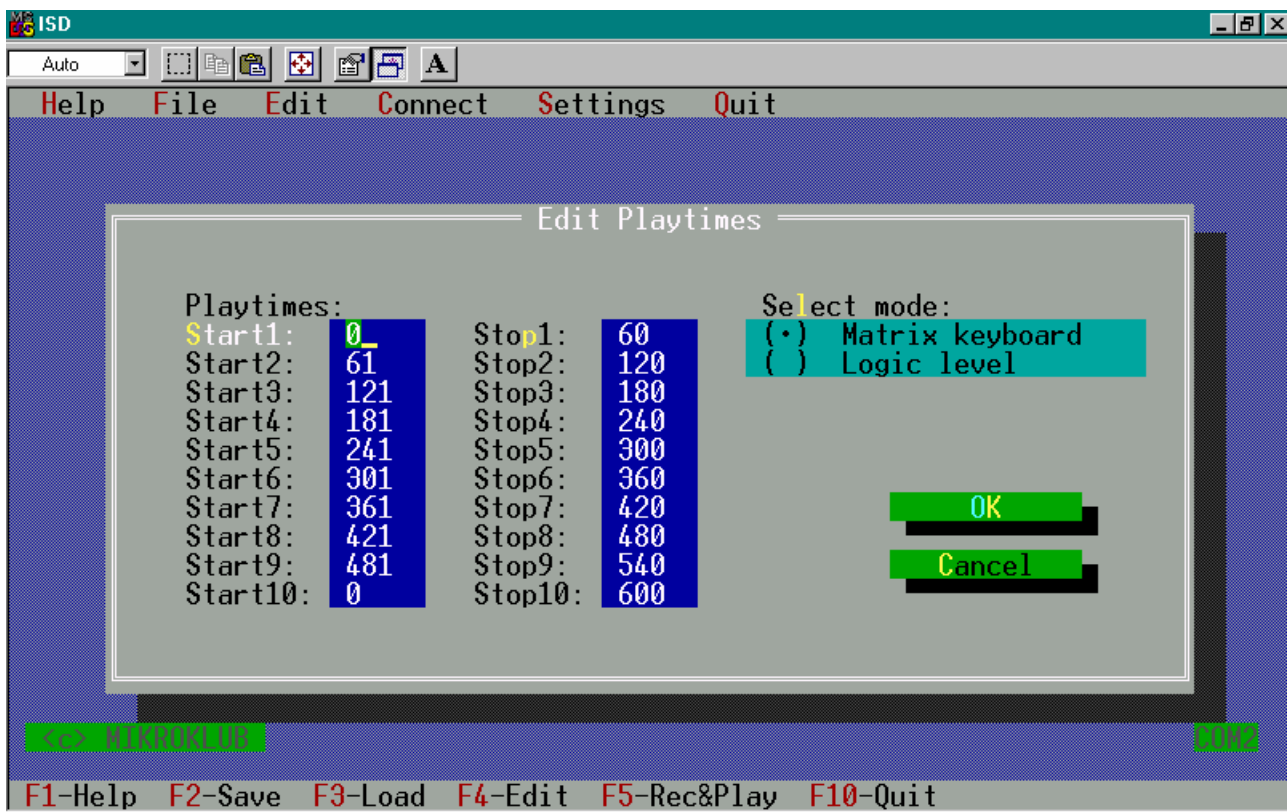 ISD
Auto A
Help File Edit Connect Settings Quit
Edit Playtimes
Playtimes: Select mode:
Start1: 0_ Stop1: 60 (•) Matrix keyboard
Start2: 61 Stop2: 120 ( ) Logic level
Start3: 121 Stop3: 180
Start4: 181 Stop4: 240
Start5: 241 Stop5: 300
Start6: 301 Stop6: 360
Start7: 361 Stop7: 420 OK
Start8: 421 Stop8: 480
Start9: 481 Stop9: 540 Cancel
Start10: 0 Stop10: 600
<c> MIKROKLUB COM2
F1-Help F2-Save F3-Load F4-Edit F5-Rec&Play F10-Quit